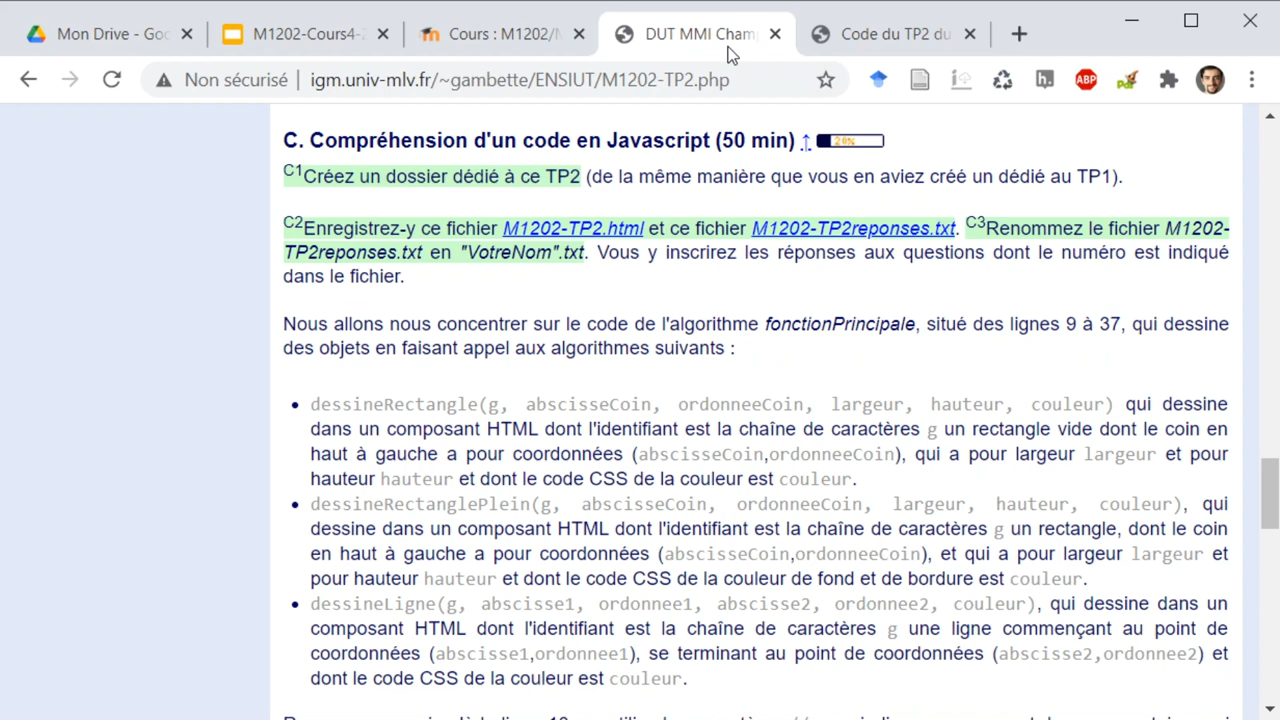 Mon Drive - Goo
M1202-Cours4-2
Cours : M1202/M
DUT MMI Cham
Code du TP2 du
Non sécurisé
igm.univ-mlv.fr/~gambette/ENSIUT/M1202-TP2.php
h.
ABP
C. Compréhension d'un code en Javascript (50 min) ↑ 20%
C1Créez un dossier dédié à ce TP2 (de la même manière que vous en aviez créé un dédié au TP1).
C2Enregistrez-y ce fichier M1202-TP2.html et ce fichier M1202-TP2reponses.txt. C3Renommez le fichier M1202-
TP2reponses.txt en "VotreNom".txt. Vous y inscrirez les réponses aux questions dont le numéro est indiqué
dans le fichier.
Nous allons nous concentrer sur le code de l'algorithme fonctionPrincipale, situé des lignes 9 à 37, qui dessine
des objets en faisant appel aux algorithmes suivants :
• dessineRectangle(g, abscisseCoin, ordonneeCoin, largeur, hauteur, couleur) qui dessine
dans un composant HTML dont l'identifiant est la chaîne de caractères g un rectangle vide dont le coin en
haut à gauche a pour coordonnées (abscisseCoin,ordonneeCoin), qui a pour largeur largeur et pour
hauteur hauteur et dont le code CSS de la couleur est couleur.
• dessineRectanglePlein(g, abscisseCoin, ordonneeCoin, largeur, hauteur, couleur), qui
dessine dans un composant HTML dont l'identifiant est la chaîne de caractères g un rectangle, dont le coin
en haut à gauche a pour coordonnées (abscisseCoin,ordonneeCoin), et qui a pour largeur largeur et
pour hauteur hauteur et dont le code CSS de la couleur de fond et de bordure est couleur.
• dessineLigne(g, abscisse1, ordonnee1, abscisse2, ordonnee2, couleur), qui dessine dans un
composant HTML dont l'identifiant est la chaîne de caractères g une ligne commençant au point de
coordonnées (abscisse1,ordonnee1), se terminant au point de coordonnées (abscisse2,ordonnee2) et
dont le code CSS de la couleur est couleur.